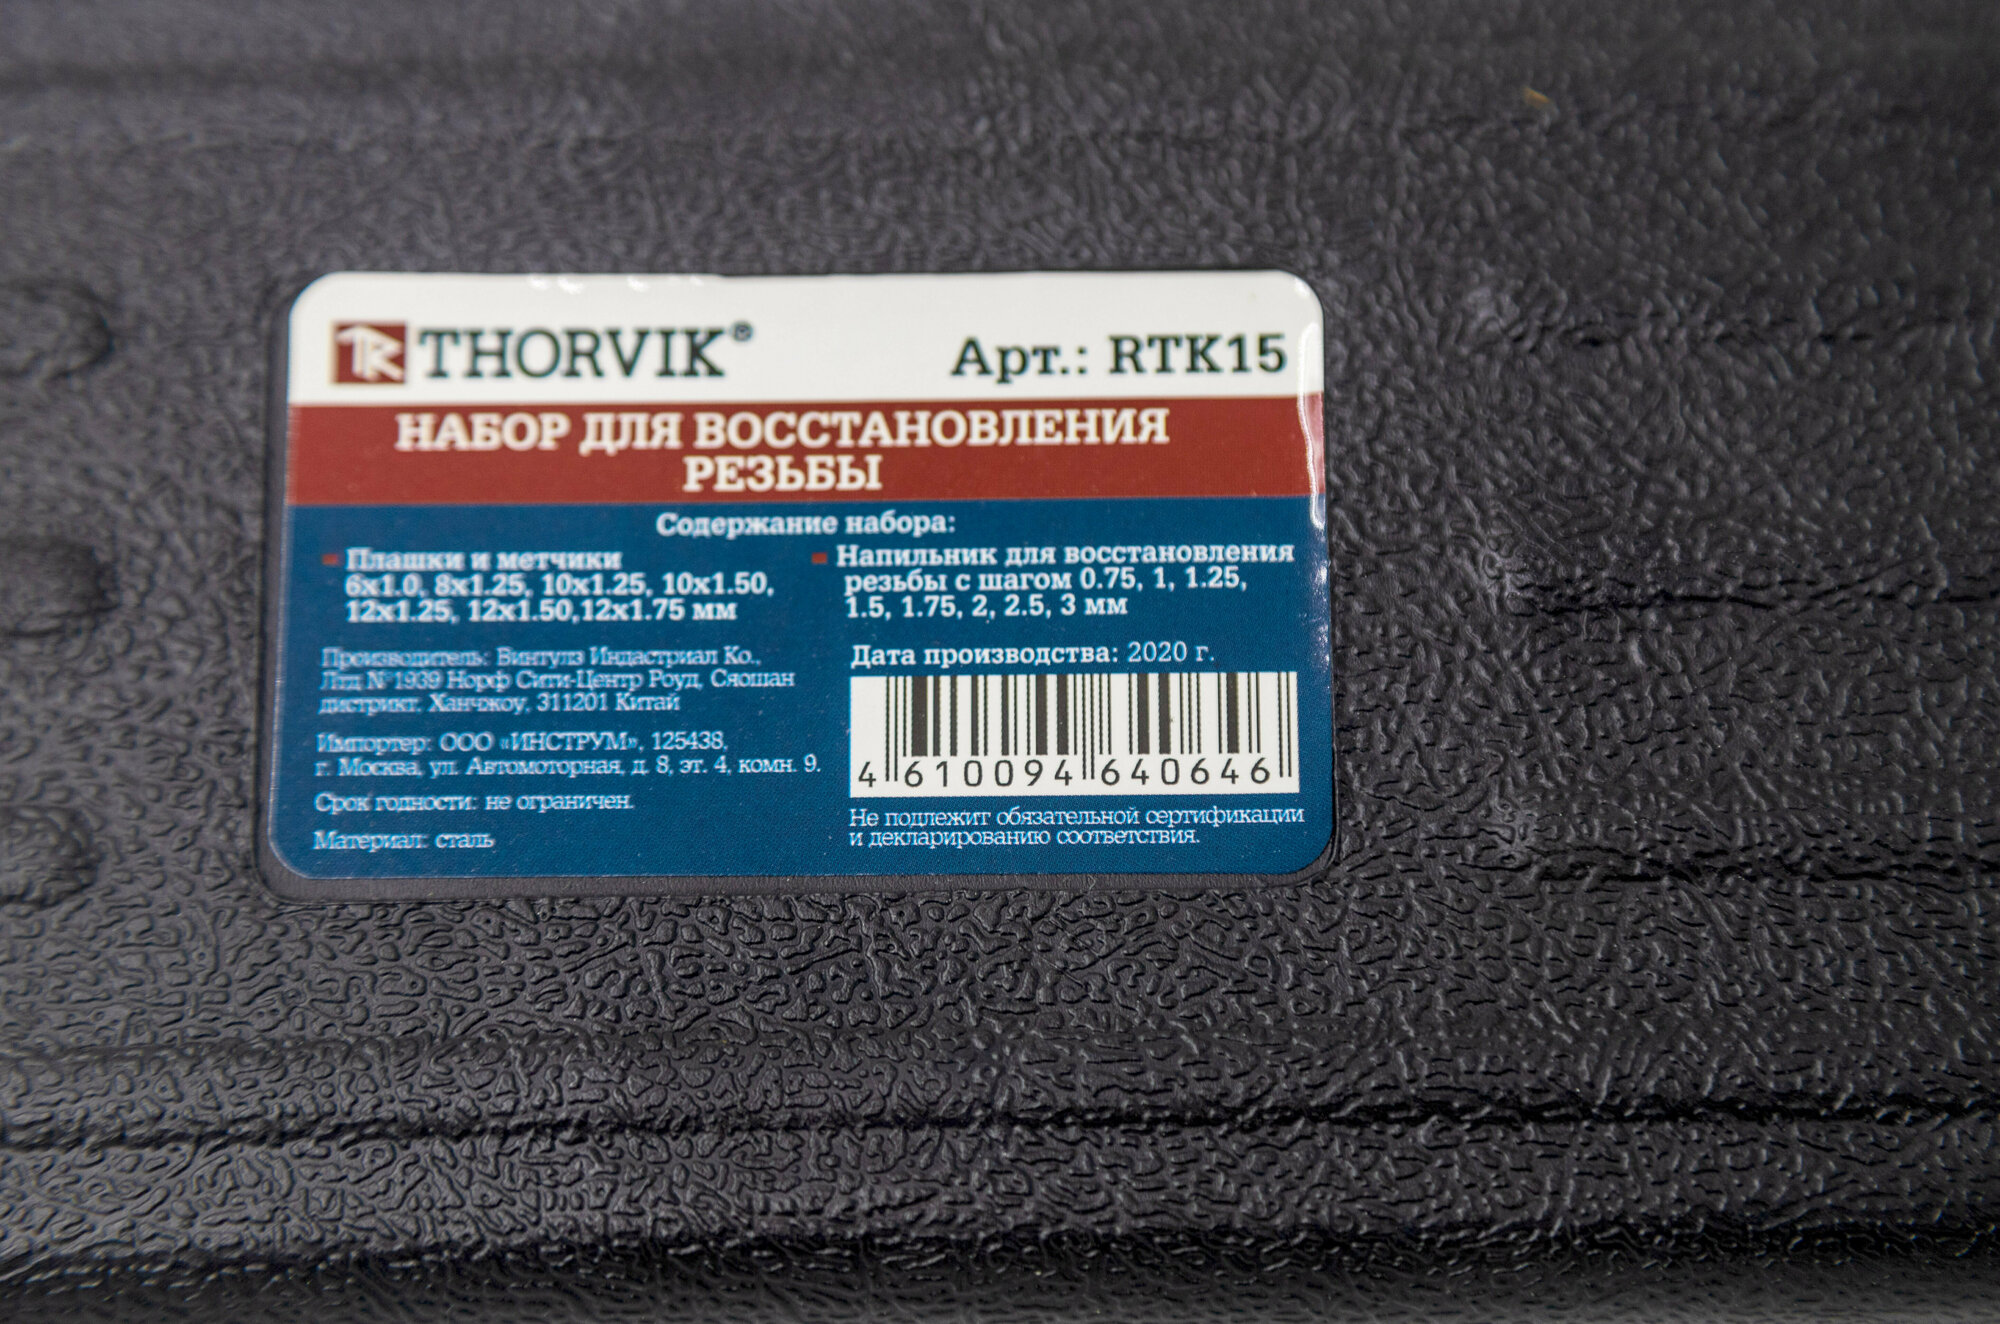 THORVIK®
Арт.: RTK15
НАБОР ДЛЯ ВОССТАНОВЛЕНИЯ
РЕЗЬБЫ
Содержание набора:
Плашки и метчики
6x1.0, 8x1.25, 10x1.25, 10x1.50,
12x1.25, 12x1.50,12x1.75 мм
Напильник для восстановления
резьбы с шагом 0.75, 1, 1.25,
1.5, 1.75, 2, 2.5, 3 мм
Производитель: Винтулз Индастриал Ко.,
Лтд №1939 Норф Сити-Центр Роуд, Сяошан
дистрикт, Ханчжоу, 311201 Китай
Импортер: ООО «ИНСТРУМ», 125438,
г. Москва, ул. Автомоторная, д. 8, эт. 4, комн. 9.
Срок годности: не ограничен.
Материал: сталь
Дата производства: 2020 г.
4 610094 640646
Не подлежит обязательной сертификации
и декларированию соответствия.